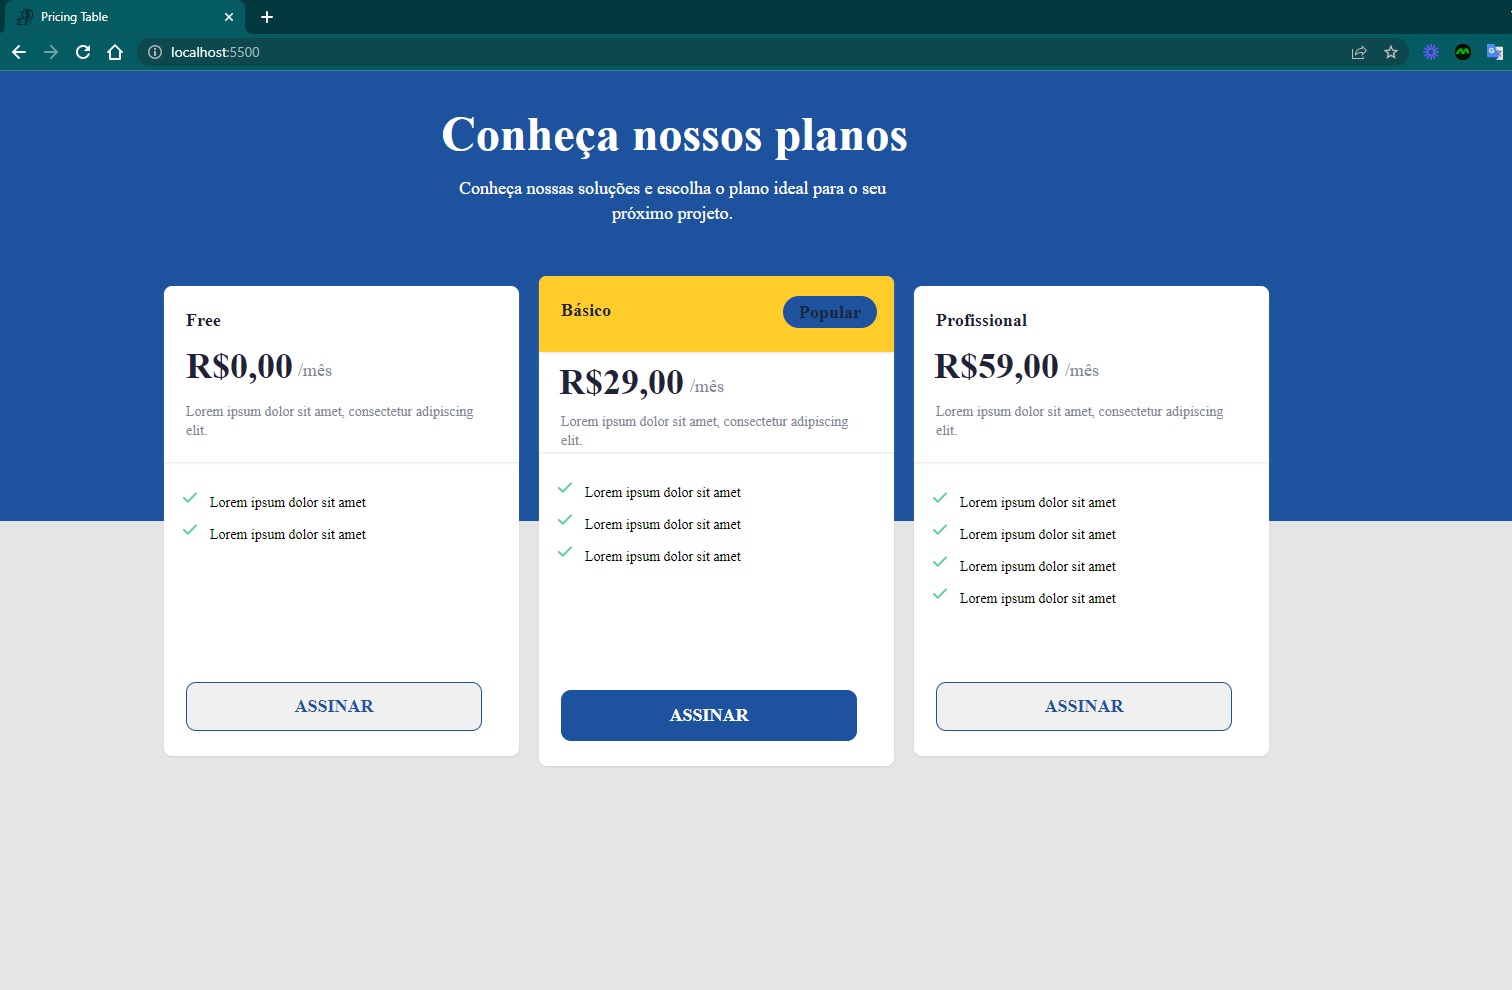 Pricing Table
localhost:5500
Conheça nossos planos
Conheça nossas soluções e escolha o plano ideal para o seu
próximo projeto.
Free
R$0,00 /mês
Lorem ipsum dolor sit amet, consectetur adipiscing
elit.
Lorem ipsum dolor sit amet
Lorem ipsum dolor sit amet
ASSINAR
Básico
Popular
R$29,00 /mês
Lorem ipsum dolor sit amet, consectetur adipiscing
elit.
Lorem ipsum dolor sit amet
Lorem ipsum dolor sit amet
Lorem ipsum dolor sit amet
ASSINAR
Profissional
R$59,00 /mês
Lorem ipsum dolor sit amet, consectetur adipiscing
elit.
Lorem ipsum dolor sit amet
Lorem ipsum dolor sit amet
Lorem ipsum dolor sit amet
Lorem ipsum dolor sit amet
ASSINAR